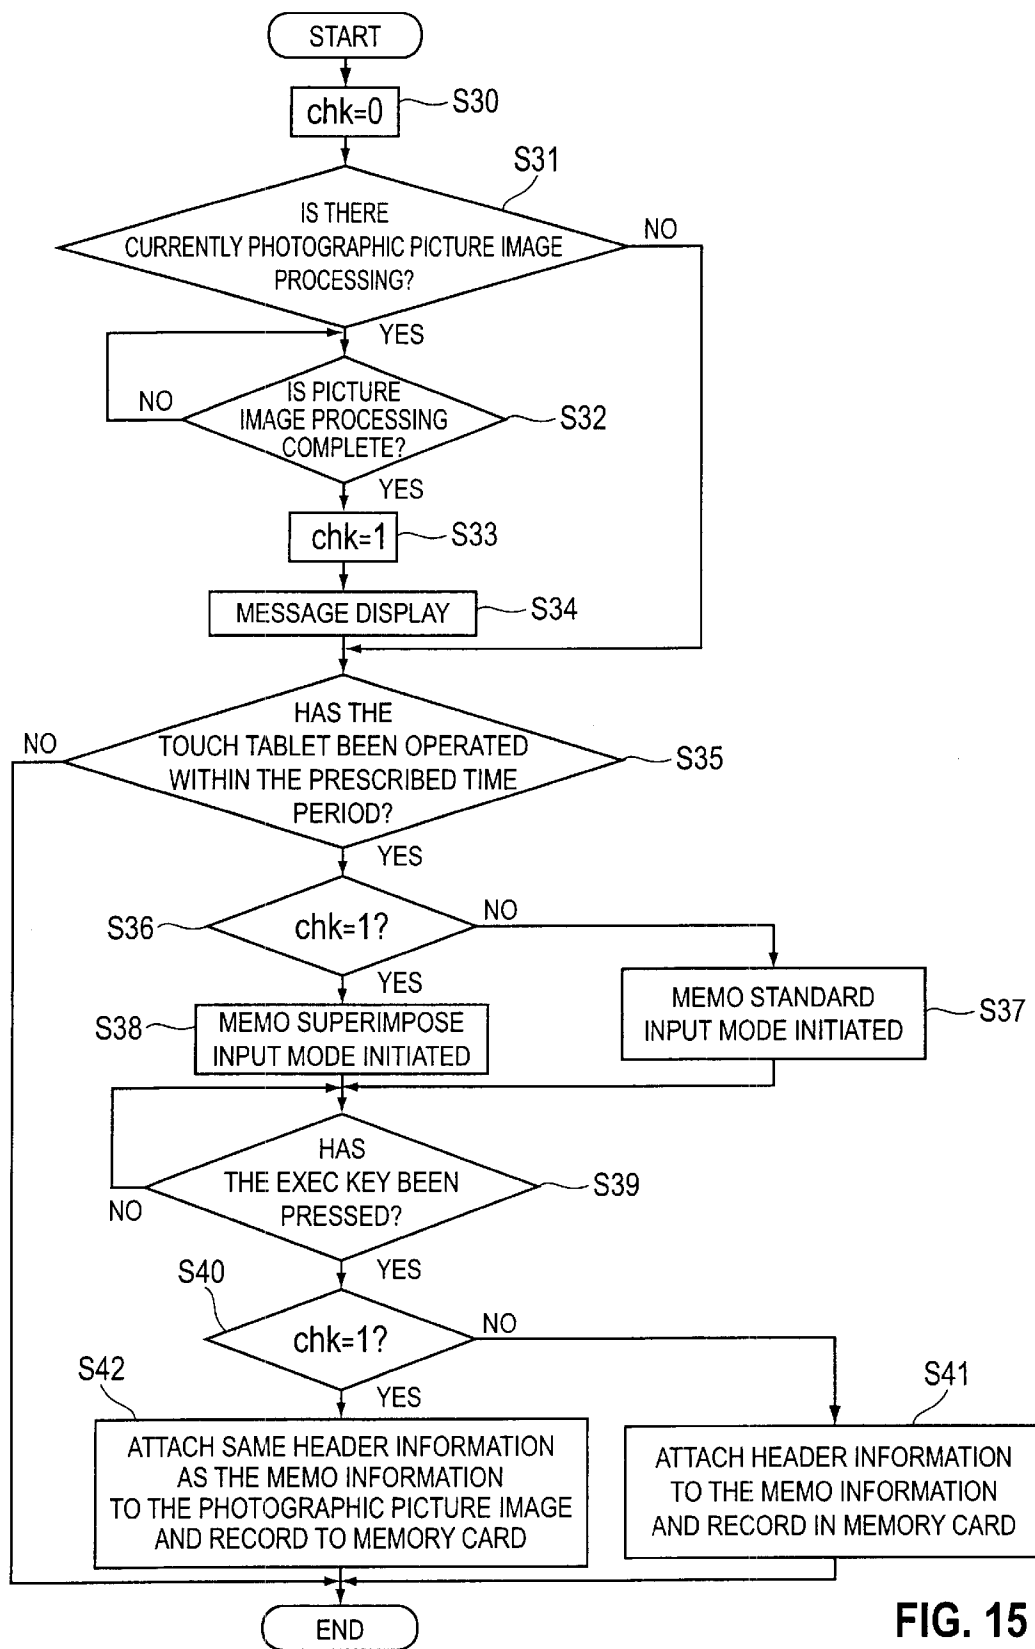 START
chk=0
S30
S31
IS THERE
CURRENTLY PHOTOGRAPHIC PICTURE IMAGE
PROCESSING?
NO
YES
NO
IS PICTURE
IMAGE PROCESSING
COMPLETE?
S32
YES
chk=1
S33
MESSAGE DISPLAY
S34
NO
HAS THE
TOUCH TABLET BEEN OPERATED
WITHIN THE PRESCRIBED TIME
PERIOD?
S35
YES
S36
chk=1?
NO
YES
S38
MEMO SUPERIMPOSE
INPUT MODE INITIATED
MEMO STANDARD
INPUT MODE INITIATED
S37
HAS
THE EXEC KEY BEEN
PRESSED?
S39
NO
YES
S40
chk=1?
NO
YES
S42
S41
ATTACH SAME HEADER INFORMATION
AS THE MEMO INFORMATION
TO THE PHOTOGRAPHIC PICTURE IMAGE
AND RECORD TO MEMORY CARD
ATTACH HEADER INFORMATION
TO THE MEMO INFORMATION
AND RECORD IN MEMORY CARD
END
FIG. 15